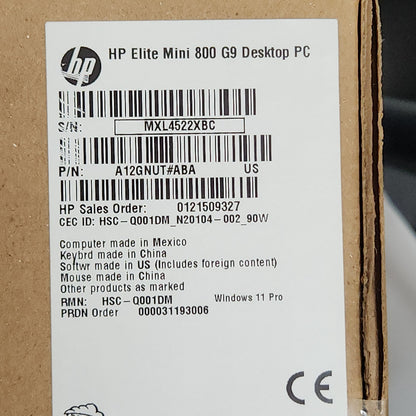 hp HP Elite Mini 800 G9 Desktop PC
S/N: MXL4522XBC
P/N: A12GNUT#ABA US
HP Sales Order: 0121509327
CEC ID: HSC-Q001DM_N20104-002_90W
Computer made in Mexico
Keybrd made in China
Softwr made in US (Includes foreign content)
Mouse made in China
Other products as marked
RMN: HSC-Q001DM Windows 11 Pro
PRDN Order 000031193006
CE